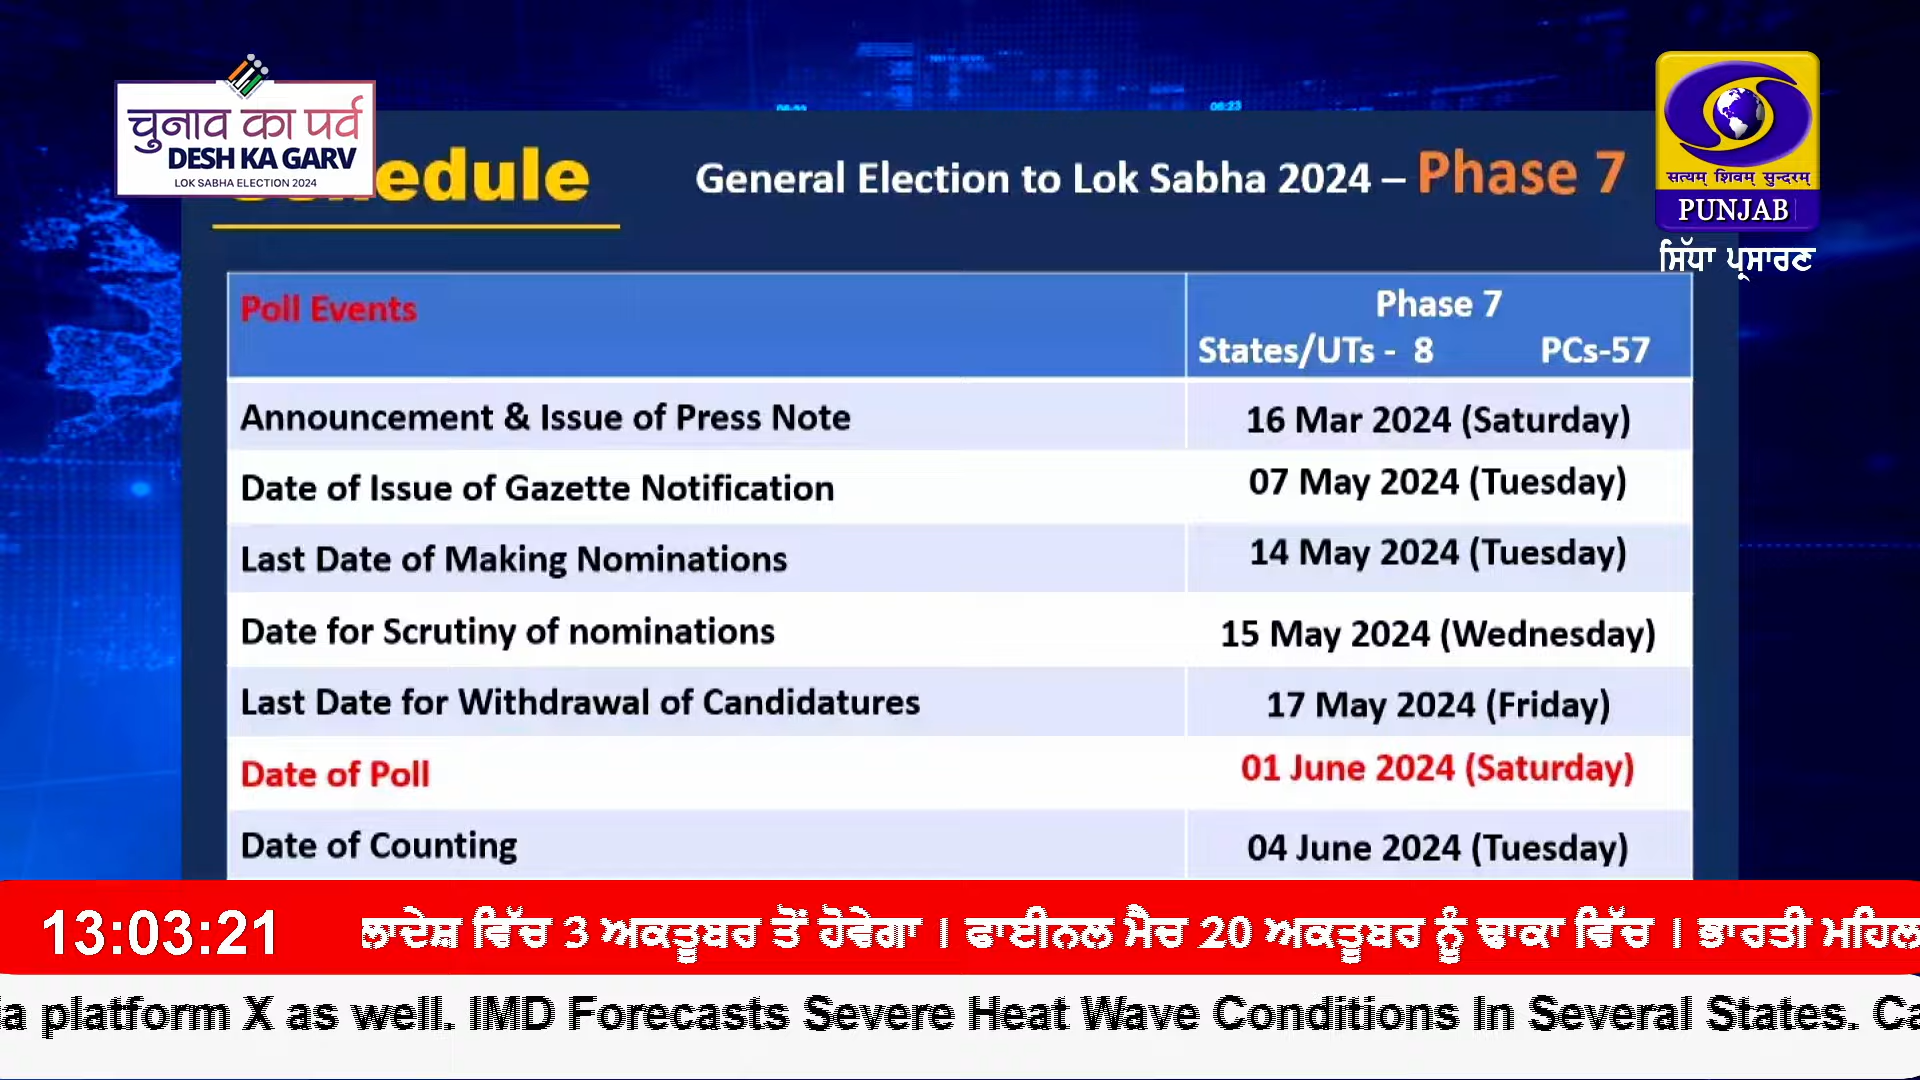 चुनाव का पर्व
DESH KA GARV
LOK SABHA ELECTION 2024
General Election to Lok Sabha 2024 – Phase 7
सत्यम् शिवम् सुन्दरम्
PUNJAB
ਸਿੱਧਾ ਪ੍ਰਸਾਰਣ
Poll Events
Phase 7
States/UTs - 8 PCs-57
Announcement & Issue of Press Note 16 Mar 2024 (Saturday)
Date of Issue of Gazette Notification 07 May 2024 (Tuesday)
Last Date of Making Nominations 14 May 2024 (Tuesday)
Date for Scrutiny of nominations 15 May 2024 (Wednesday)
Last Date for Withdrawal of Candidatures 17 May 2024 (Friday)
Date of Poll 01 June 2024 (Saturday)
Date of Counting 04 June 2024 (Tuesday)
13:03:21 ਲਾਦੇਸ਼ ਵਿੱਚ 3 ਅਕਤੂਬਰ ਤੋਂ ਹੋਵੇਗਾ । ਫਾਈਨਲ ਮੈਚ 20 ਅਕਤੂਬਰ ਨੂੰ ਢਾਕਾ ਵਿੱਚ । ਭਾਰਤੀ ਮਹਿਲ
ia platform X as well. IMD Forecasts Severe Heat Wave Conditions In Several States. Ca